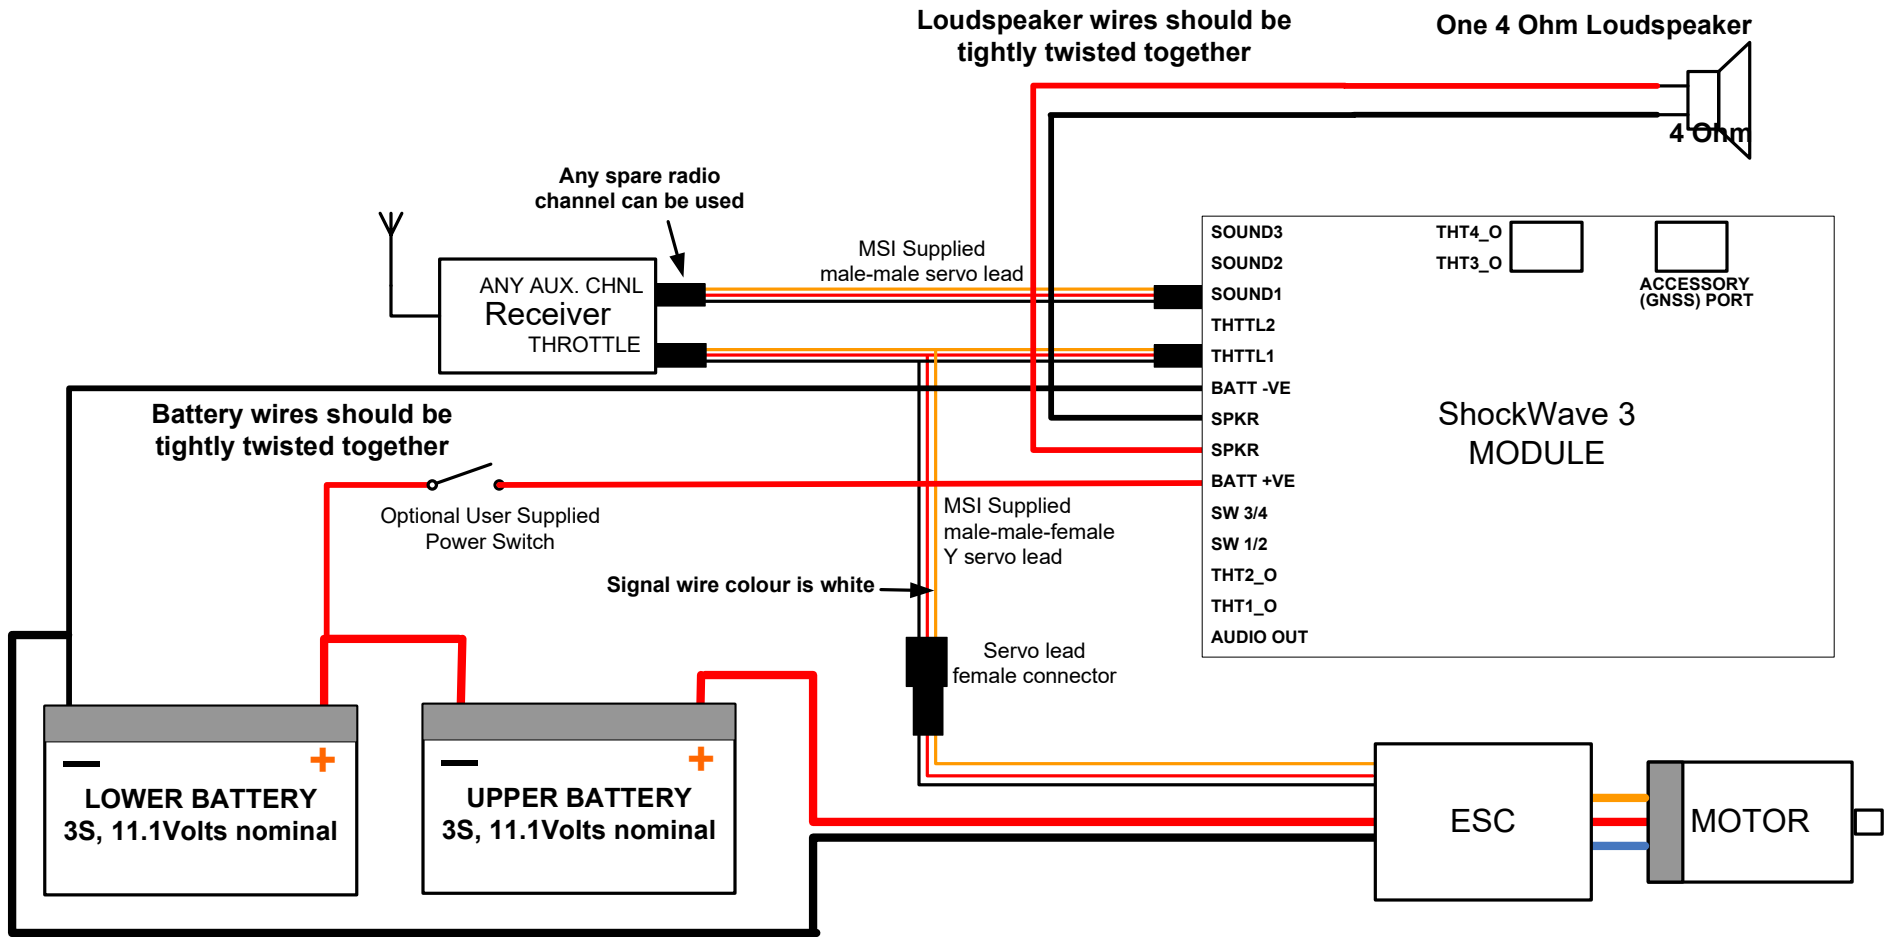 Loudspeaker wires should be
tightly twisted together
One 4 Ohm Loudspeaker
4 Ohm
Any spare radio
channel can be used
MSI Supplied
male-male servo lead
ANY AUX. CHNL
Receiver
THROTTLE
SOUND3
SOUND2
SOUND1
THTTL2
THTTL1
BATT -VE
SPKR
SPKR
BATT +VE
SW 3/4
SW 1/2
THT2_O
THT1_O
AUDIO OUT
THT4_O
THT3_O
ACCESSORY
(GNSS) PORT
ShockWave 3
MODULE
Battery wires should be
tightly twisted together
Optional User Supplied
Power Switch
MSI Supplied
male-male-female
Y servo lead
Signal wire colour is white
Servo lead
female connector
LOWER BATTERY
3S, 11.1Volts nominal
UPPER BATTERY
3S, 11.1Volts nominal
ESC
MOTOR